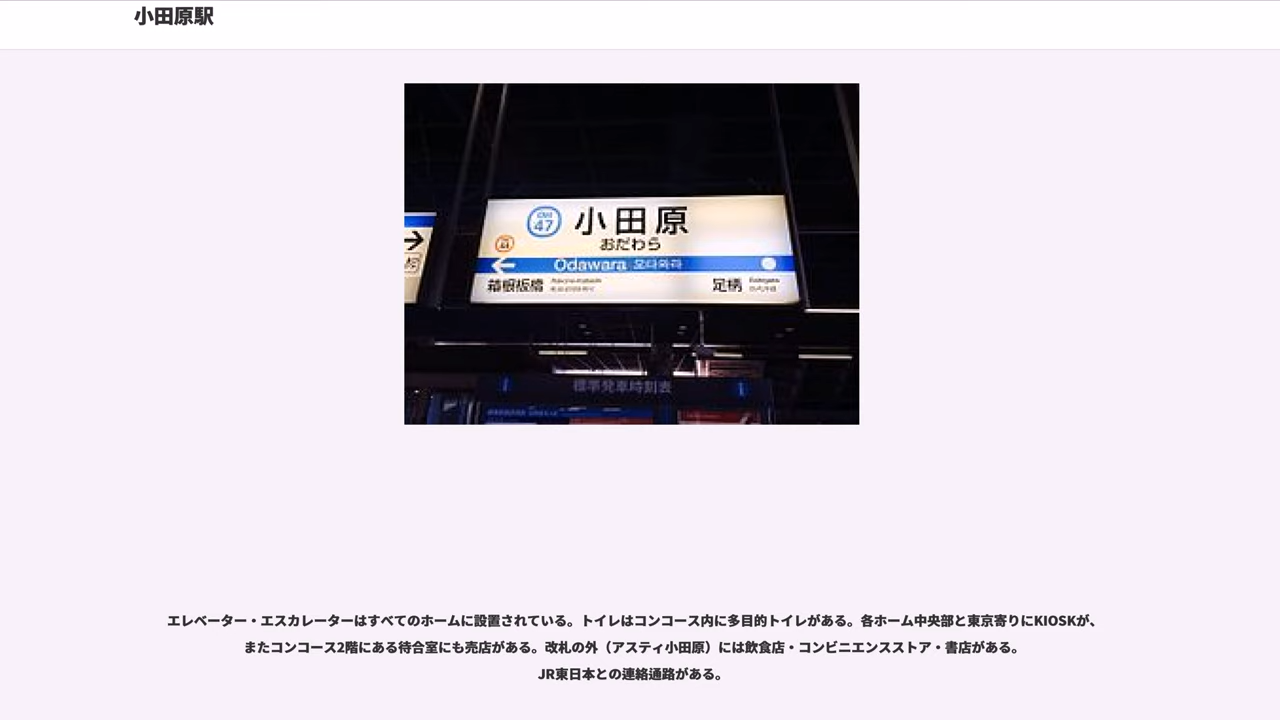 小田原駅
47
小田原
おだわら
Odawara 오다와라
箱根板橋
足柄
標準発車時刻表
エレベーター・エスカレーターはすべてのホームに設置されている。トイレはコンコース内に多目的トイレがある。各ホーム中央部と東京寄りにKIOSKが、
またコンコース2階にある待合室にも売店がある。改札の外（アスティ小田原）には飲食店・コンビニエンスストア・書店がある。
JR東日本との連絡通路がある。